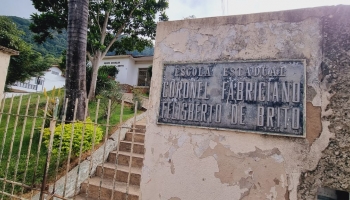 ESCOLA ESTADUAL
CORONEL FABRICIANO
FELISBERTO DE BRITO